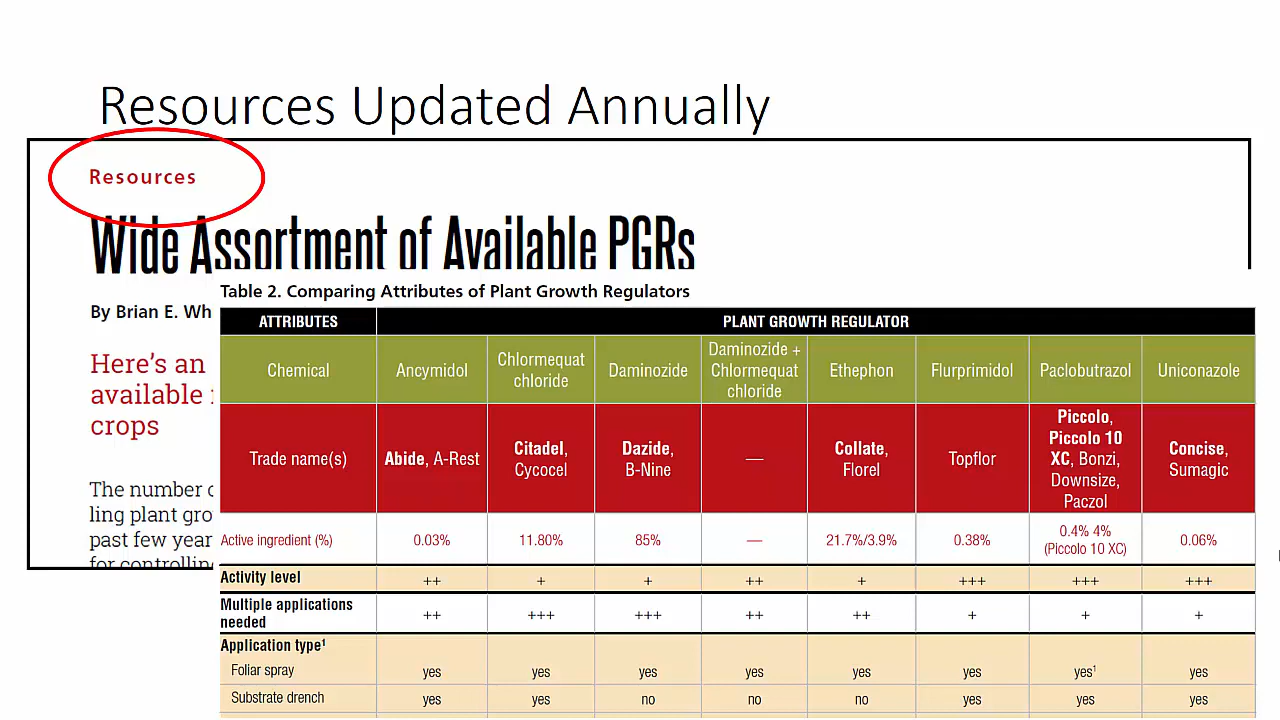 Resources Updated Annually
Resources
Wide Assortment of Available PGRs
By Brian E. Wh
Here's an
available
crops
The number
ling plant gro
past few year
for controlling
Table 2. Comparing Attributes of Plant Growth Regulators
ATTRIBUTES PLANT GROWTH REGULATOR
Chemical Ancymidol Chlormequat chloride Daminozide Daminozide + Chlormequat chloride Ethephon Flurprimidol Paclobutrazol Uniconazole
Trade name(s) Abide, A-Rest Citadel, Cycocel Dazide, B-Nine — Collate, Florel Topflor Piccolo, Piccolo 10 XC, Bonzi, Downsize, Paczol Concise, Sumagic
Active ingredient (%) 0.03% 11.80% 85% — 21.7%/3.9% 0.38% 0.4% 4% (Piccolo 10 XC) 0.06%
Activity level ++ + + ++ + +++ +++ +++
Multiple applications needed ++ +++ +++ ++ ++ + + +
Application type¹
Foliar spray yes yes yes yes yes yes yes¹ yes
Substrate drench yes yes no no no yes yes yes